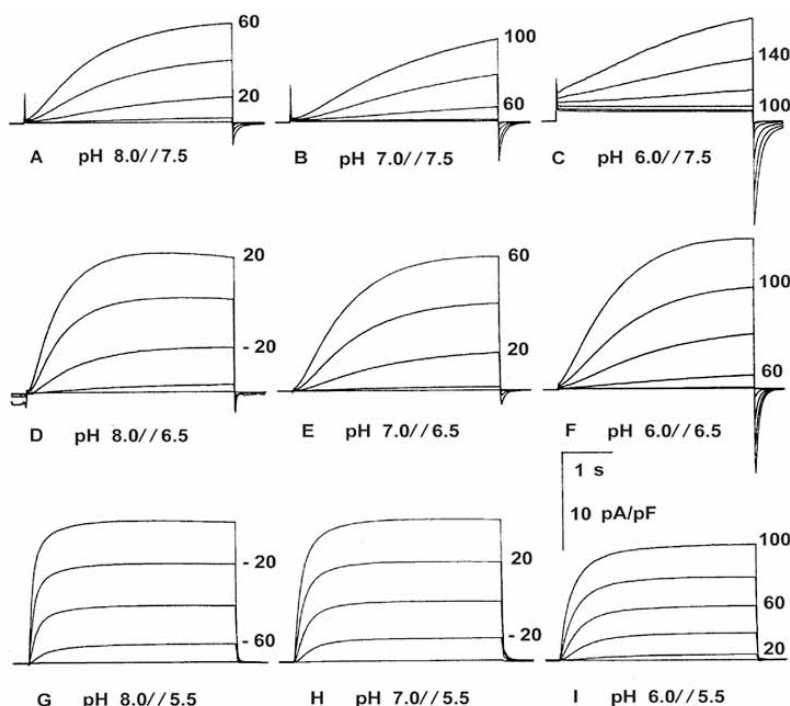 60
20
A pH 8.0//7.5
100
60
B pH 7.0//7.5
140
100
C pH 6.0//7.5
20
- 20
D pH 8.0//6.5
60
20
E pH 7.0//6.5
100
60
F pH 6.0//6.5
1 s
10 pA/pF
- 20
- 60
G pH 8.0//5.5
20
- 20
H pH 7.0//5.5
100
60
20
I pH 6.0//5.5